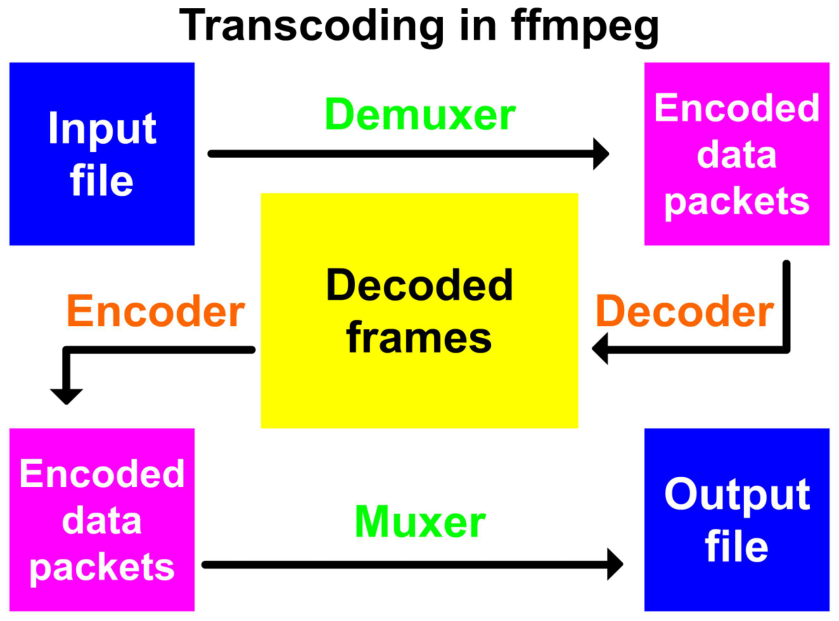 Transcoding in ffmpeg
Input
file
Demuxer
Encoded
data
packets
Decoder
Decoded
frames
Encoder
Encoded
data
packets
Muxer
Output
file